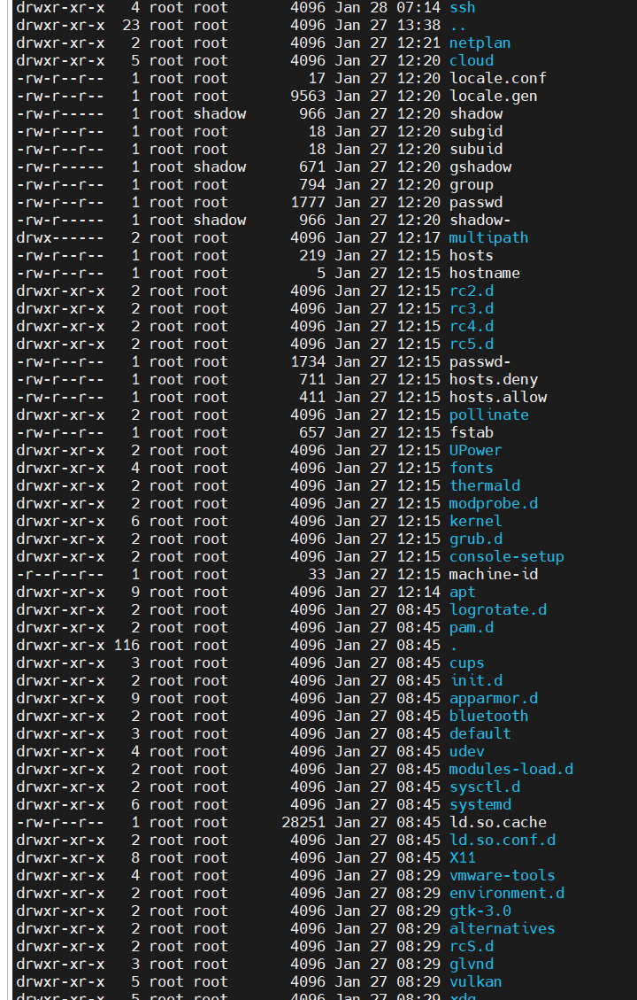 drwxr-xr-x   4 root root     4096 Jan 28 07:14 ssh
drwxr-xr-x  23 root root     4096 Jan 27 13:38 ..
drwxr-xr-x   2 root root     4096 Jan 27 12:21 netplan
drwxr-xr-x   5 root root     4096 Jan 27 12:20 cloud
-rw-r--r--   1 root root       17 Jan 27 12:20 locale.conf
-rw-r--r--   1 root root     9563 Jan 27 12:20 locale.gen
-rw-r-----   1 root shadow    966 Jan 27 12:20 shadow
-rw-r--r--   1 root root       18 Jan 27 12:20 subgid
-rw-r--r--   1 root root       18 Jan 27 12:20 subuid
-rw-r-----   1 root shadow    671 Jan 27 12:20 gshadow
-rw-r--r--   1 root root      794 Jan 27 12:20 group
-rw-r--r--   1 root root     1777 Jan 27 12:20 passwd
-rw-r-----   1 root shadow    966 Jan 27 12:20 shadow-
drwx------   2 root root     4096 Jan 27 12:17 multipath
-rw-r--r--   1 root root      219 Jan 27 12:15 hosts
-rw-r--r--   1 root root        5 Jan 27 12:15 hostname
drwxr-xr-x   2 root root     4096 Jan 27 12:15 rc2.d
drwxr-xr-x   2 root root     4096 Jan 27 12:15 rc3.d
drwxr-xr-x   2 root root     4096 Jan 27 12:15 rc4.d
drwxr-xr-x   2 root root     4096 Jan 27 12:15 rc5.d
-rw-r--r--   1 root root     1734 Jan 27 12:15 passwd-
-rw-r--r--   1 root root      711 Jan 27 12:15 hosts.deny
-rw-r--r--   1 root root      411 Jan 27 12:15 hosts.allow
drwxr-xr-x   2 root root     4096 Jan 27 12:15 pollinate
-rw-r--r--   1 root root      657 Jan 27 12:15 fstab
drwxr-xr-x   2 root root     4096 Jan 27 12:15 UPower
drwxr-xr-x   4 root root     4096 Jan 27 12:15 fonts
drwxr-xr-x   2 root root     4096 Jan 27 12:15 thermald
drwxr-xr-x   2 root root     4096 Jan 27 12:15 modprobe.d
drwxr-xr-x   6 root root     4096 Jan 27 12:15 kernel
drwxr-xr-x   2 root root     4096 Jan 27 12:15 grub.d
drwxr-xr-x   2 root root     4096 Jan 27 12:15 console-setup
-r--r--r--   1 root root       33 Jan 27 12:15 machine-id
drwxr-xr-x   9 root root     4096 Jan 27 12:14 apt
drwxr-xr-x   2 root root     4096 Jan 27 08:45 logrotate.d
drwxr-xr-x   2 root root     4096 Jan 27 08:45 pam.d
drwxr-xr-x 116 root root     4096 Jan 27 08:45 .
drwxr-xr-x   3 root root     4096 Jan 27 08:45 cups
drwxr-xr-x   2 root root     4096 Jan 27 08:45 init.d
drwxr-xr-x   9 root root     4096 Jan 27 08:45 apparmor.d
drwxr-xr-x   2 root root     4096 Jan 27 08:45 bluetooth
drwxr-xr-x   3 root root     4096 Jan 27 08:45 default
drwxr-xr-x   4 root root     4096 Jan 27 08:45 udev
drwxr-xr-x   2 root root     4096 Jan 27 08:45 modules-load.d
drwxr-xr-x   2 root root     4096 Jan 27 08:45 sysctl.d
drwxr-xr-x   6 root root     4096 Jan 27 08:45 systemd
-rw-r--r--   1 root root    28251 Jan 27 08:45 ld.so.cache
drwxr-xr-x   2 root root     4096 Jan 27 08:45 ld.so.conf.d
drwxr-xr-x   8 root root     4096 Jan 27 08:45 X11
drwxr-xr-x   4 root root     4096 Jan 27 08:29 vmware-tools
drwxr-xr-x   2 root root     4096 Jan 27 08:29 environment.d
drwxr-xr-x   2 root root     4096 Jan 27 08:29 gtk-3.0
drwxr-xr-x   2 root root     4096 Jan 27 08:29 alternatives
drwxr-xr-x   2 root root     4096 Jan 27 08:29 rcS.d
drwxr-xr-x   3 root root     4096 Jan 27 08:29 glvnd
drwxr-xr-x   5 root root     4096 Jan 27 08:29 vulkan
drwxr-xr-x   5 root root     4096 Jan 27 08:29 xdg